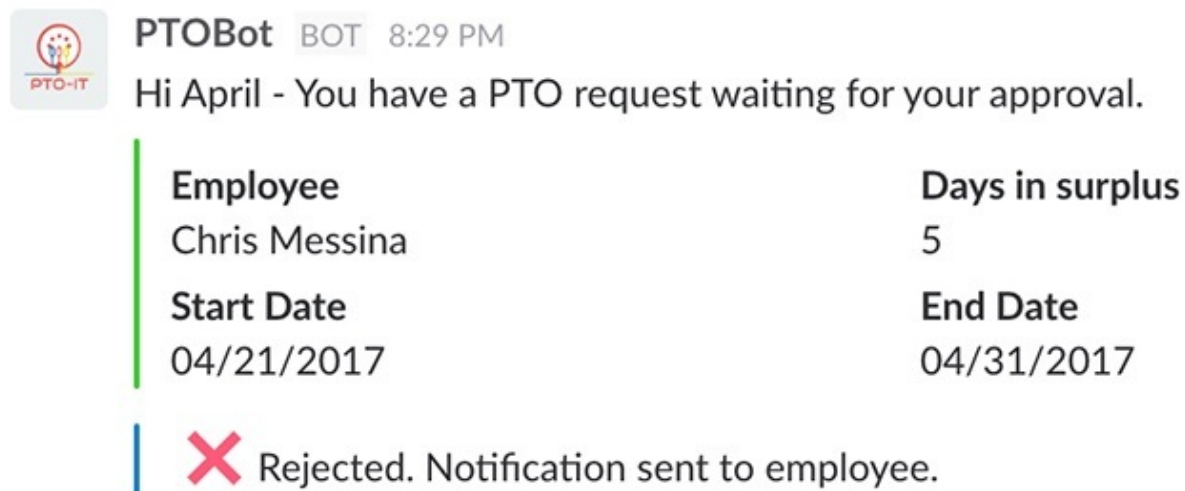 PTOBot BOT 8:29 PM
PTO-IT
Hi April - You have a PTO request waiting for your approval.
Employee Days in surplus
Chris Messina 5
Start Date End Date
04/21/2017 04/31/2017
Rejected. Notification sent to employee.